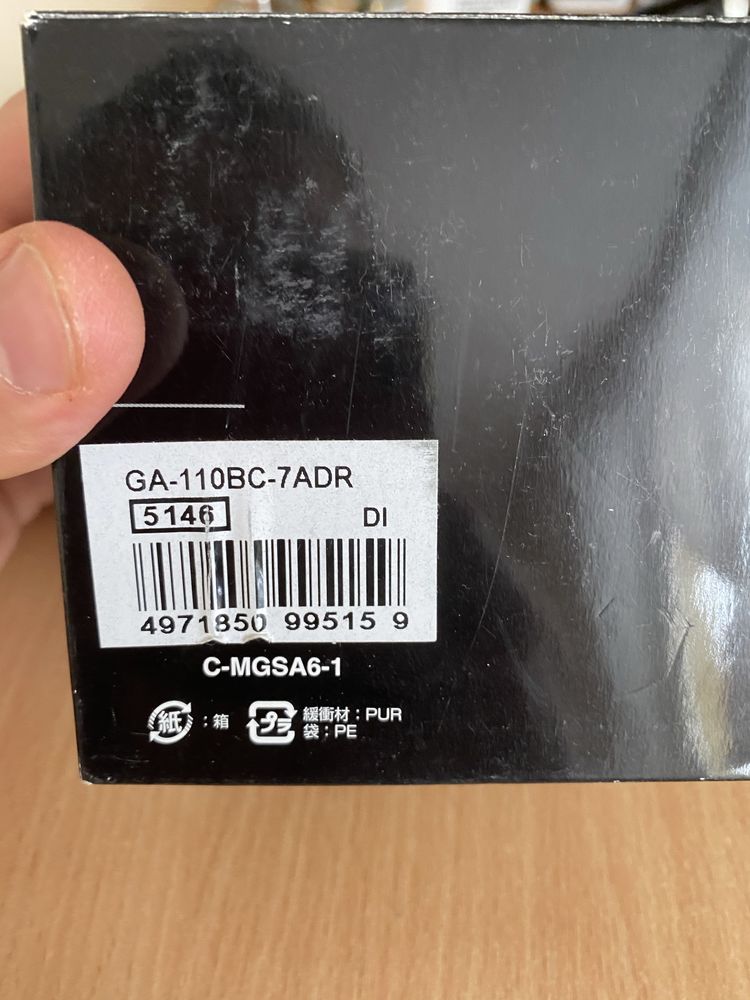 GA-110BC-7ADR
5146 DI
4971850 99515 9
C-MGSA6-1
紙 : 箱 プラ 緩衝材 : PUR
袋 : PE